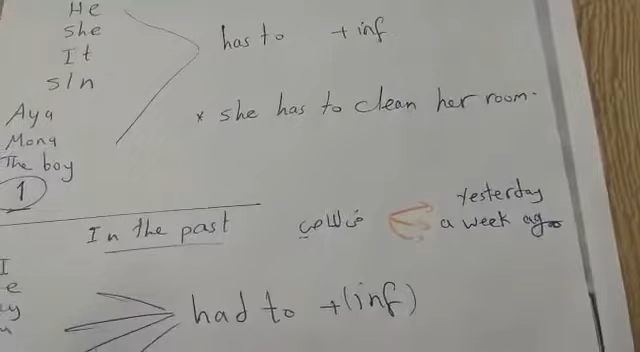 He
she
It
s/n
has to + inf
Aya
Mona
The boy
1
* she has to clean her room.
In the past
في الماضي
Yesterday
a week ago
I
had to + (inf)